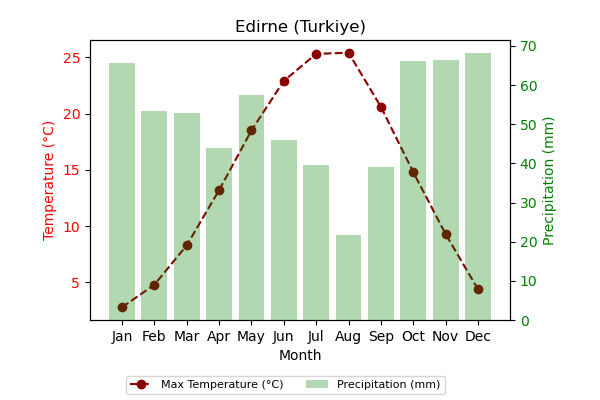 Edirne (Turkiye)
Temperature (°C)
25
20
15
10
5
70
60
50
40
30
20
10
0
Precipitation (mm)
Jan Feb Mar Apr May Jun Jul Aug Sep Oct Nov Dec
Month
Max Temperature (°C) Precipitation (mm)